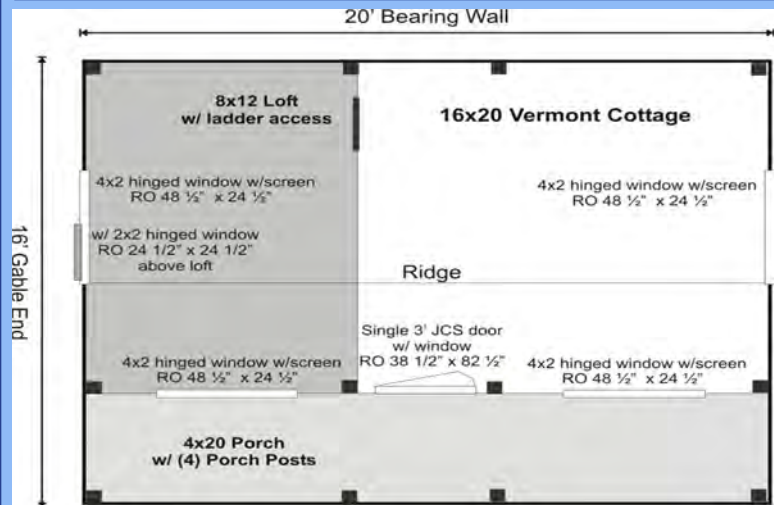 20' Bearing Wall
8x12 Loft
w/ ladder access
16x20 Vermont Cottage
4x2 hinged window w/screen
RO 48 ½" x 24 ½"
4x2 hinged window w/screen
RO 48 ½" x 24 ½"
w/ 2x2 hinged window
RO 24 1/2" x 24 1/2"
above loft
16' Gable End
Ridge
Single 3' JCS door
w/ window
RO 38 1/2" x 82 ½"
4x2 hinged window w/screen
RO 48 ½" x 24 ½"
4x2 hinged window w/screen
RO 48 ½" x 24 ½"
4x20 Porch
w/ (4) Porch Posts